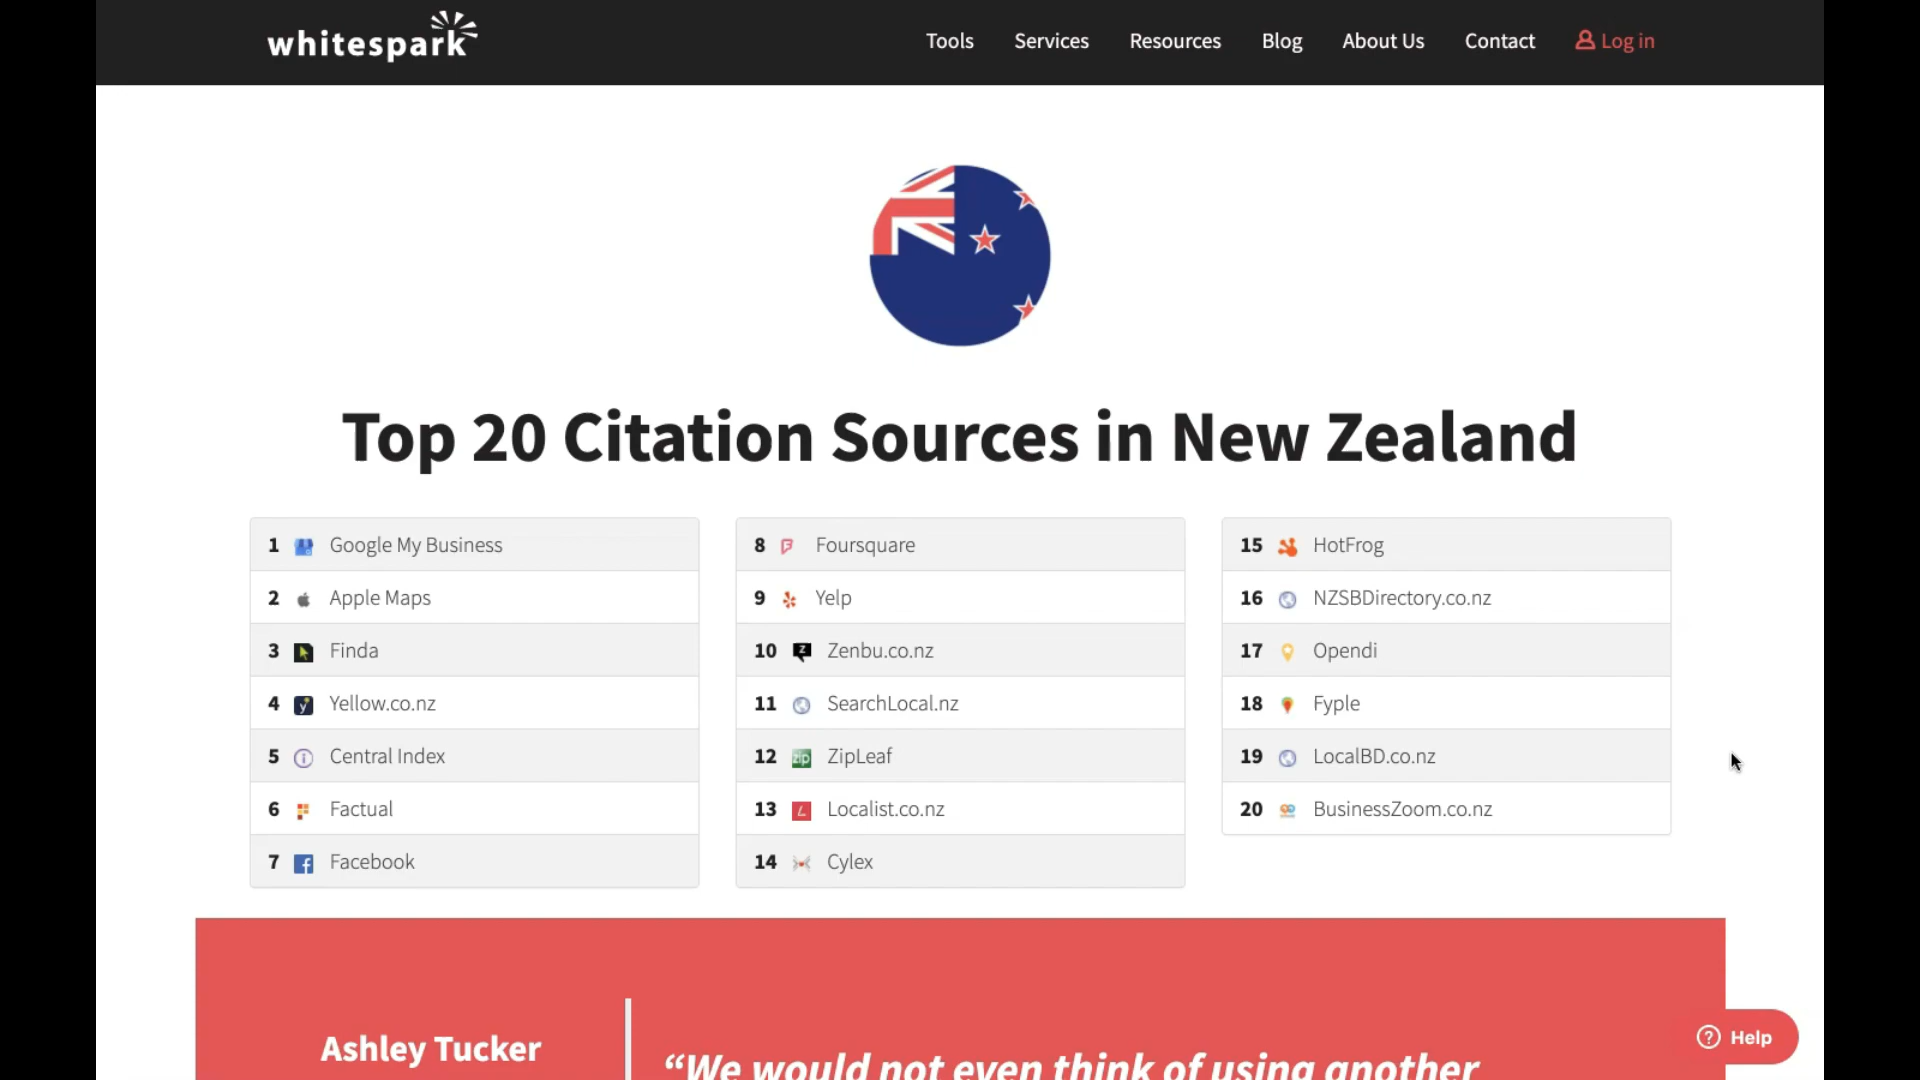 whitespark
Tools Services Resources Blog About Us Contact Log in
Top 20 Citation Sources in New Zealand
1 Google My Business
2 Apple Maps
3 Finda
4 Yellow.co.nz
5 Central Index
6 Factual
7 Facebook
8 Foursquare
9 Yelp
10 Zenbu.co.nz
11 SearchLocal.nz
12 ZipLeaf
13 Localist.co.nz
14 Cylex
15 HotFrog
16 NZSBDirectory.co.nz
17 Opendi
18 Fyple
19 LocalBD.co.nz
20 BusinessZoom.co.nz
Ashley Tucker
“We would not even think of using another
Help